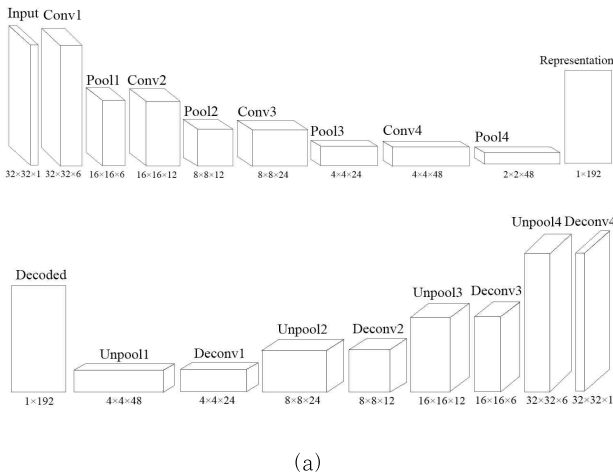 Input Conv1
Pool1 Conv2
Pool2 Conv3
Pool3 Conv4
Pool4
Representation
32×32×1 32×32×6 16×16×6 16×16×12 8×8×12 8×8×24 4×4×24 4×4×48 2×2×48 1×192
Unpool4 Deconv4
Unpool3 Deconv3
Unpool2 Deconv2
Unpool1 Deconv1
Decoded
1×192 4×4×48 4×4×24 8×8×24 8×8×12 16×16×12 16×16×6 32×32×6 32×32×1
(a)